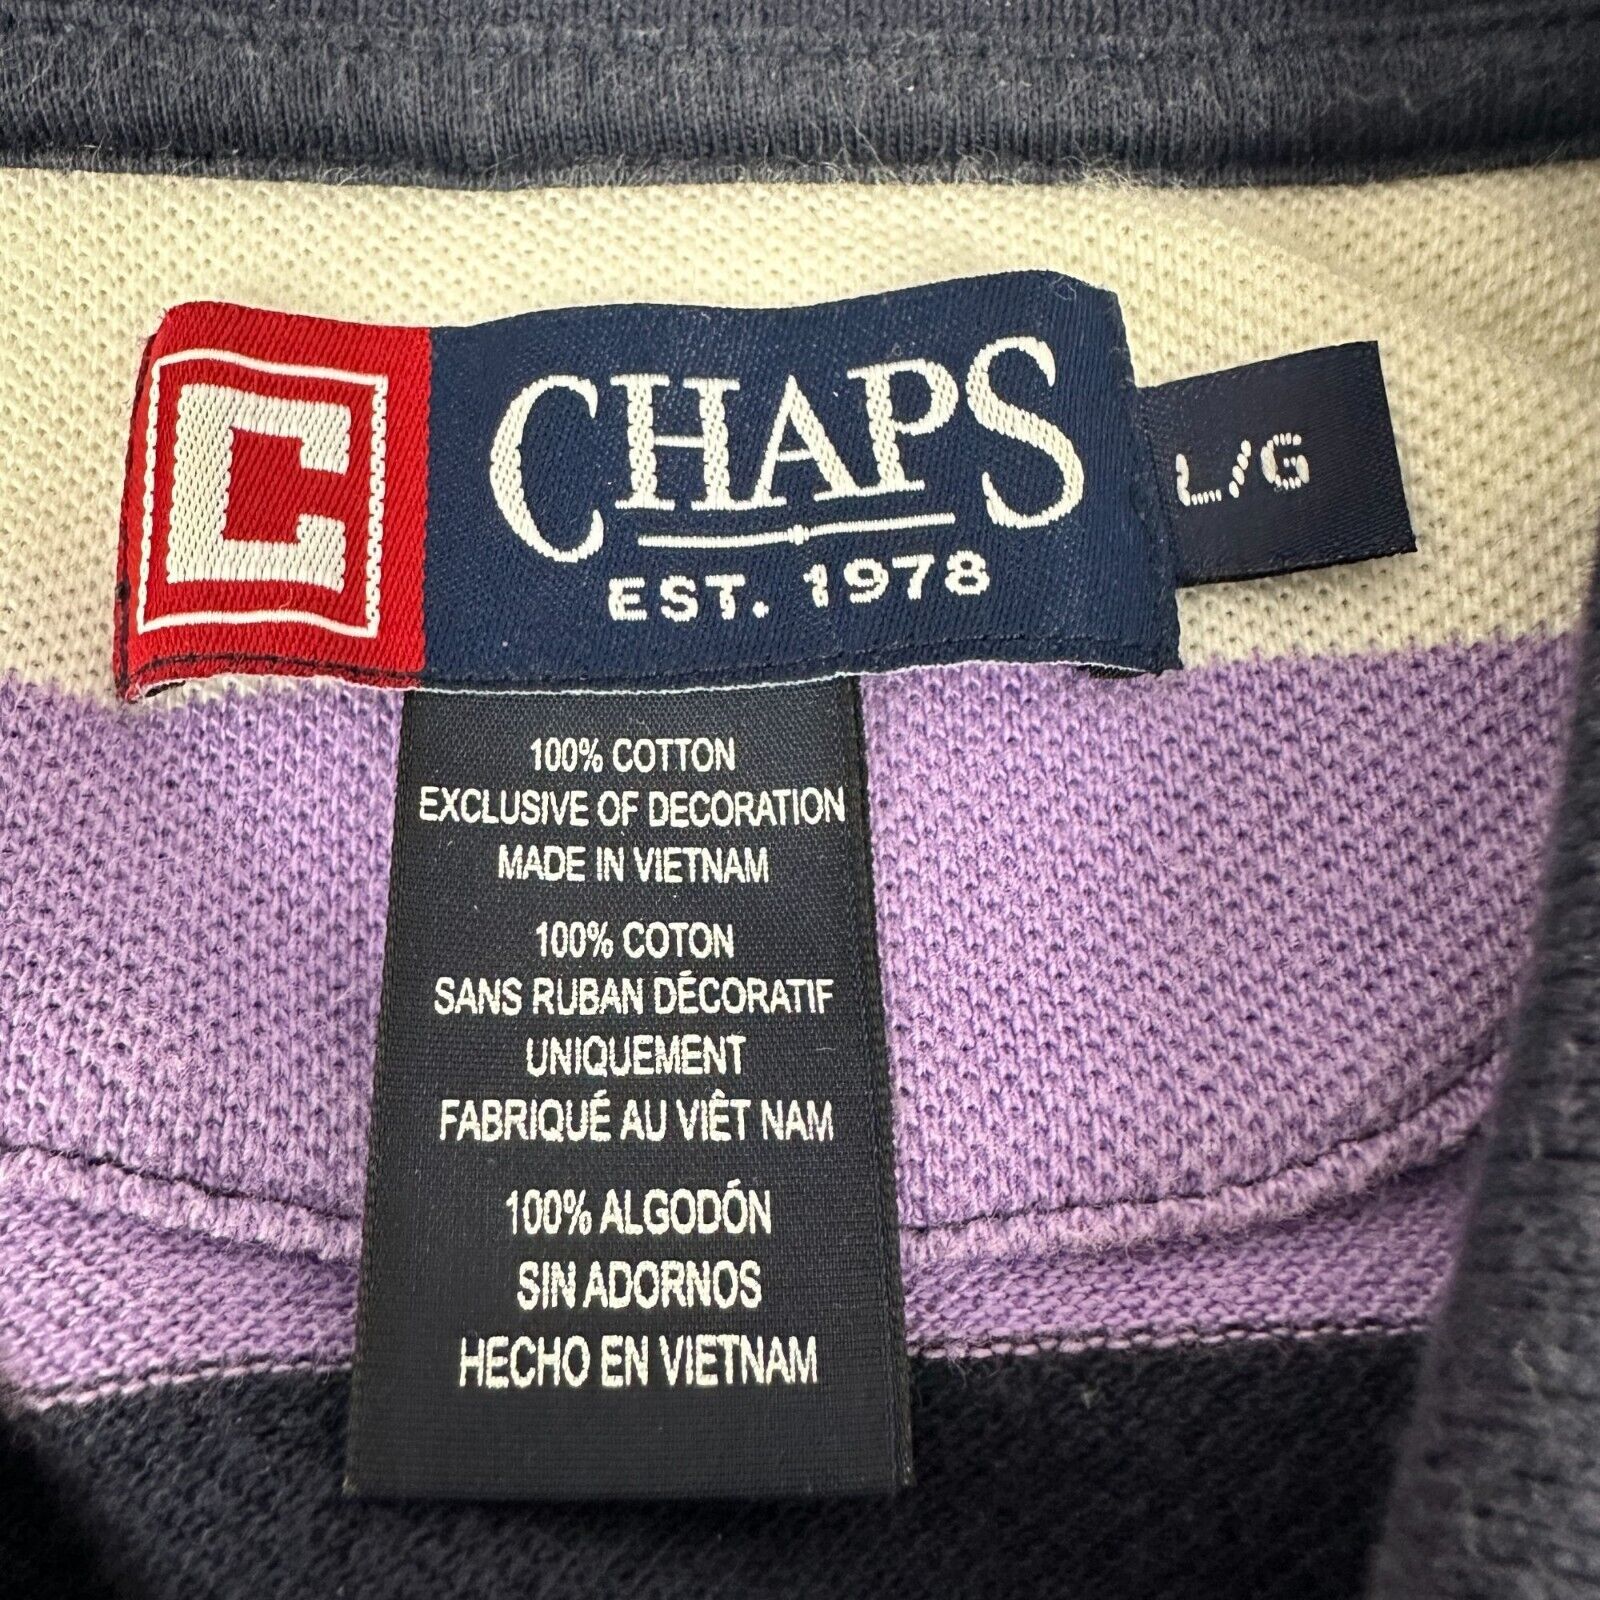 C
CHAPS
EST. 1978
L/G
100% COTTON
EXCLUSIVE OF DECORATION
MADE IN VIETNAM
100% COTON
SANS RUBAN DÉCORATIF
UNIQUEMENT
FABRIQUÉ AU VIÊT NAM
100% ALGODÓN
SIN ADORNOS
HECHO EN VIETNAM